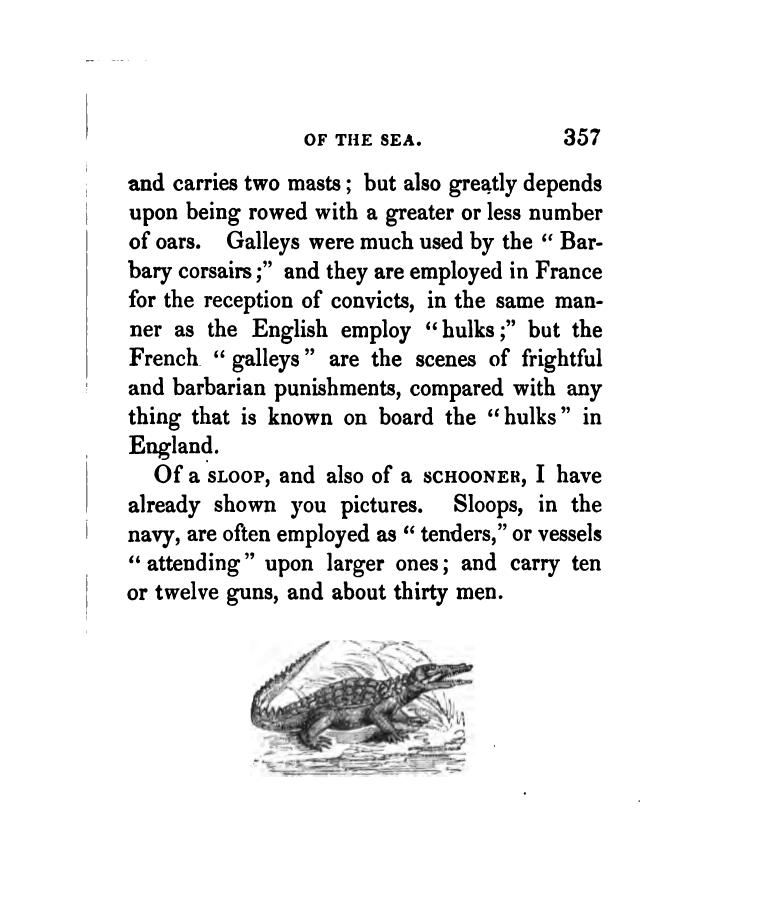 OF THE SEA. 357
and carries two masts; but also greatly depends
upon being rowed with a greater or less number
of oars. Galleys were much used by the “Bar-
bary corsairs;” and they are employed in France
for the reception of convicts, in the same man-
ner as the English employ “hulks;” but the
French “galleys” are the scenes of frightful
and barbarian punishments, compared with any
thing that is known on board the “hulks” in
England.
Of a SLOOP, and also of a SCHOONER, I have
already shown you pictures. Sloops, in the
navy, are often employed as “tenders,” or vessels
“attending” upon larger ones; and carry ten
or twelve guns, and about thirty men.